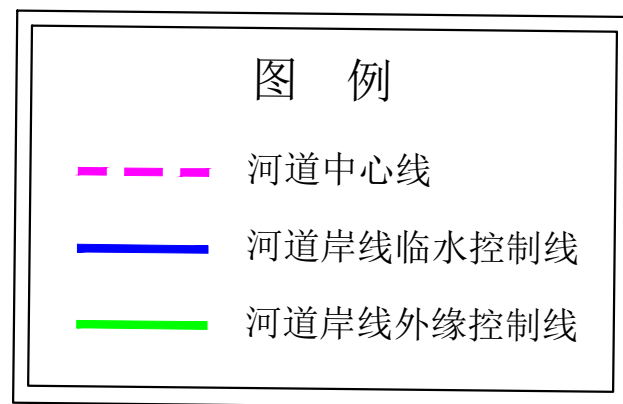 图 例
河道中心线
河道岸线临水控制线
河道岸线外缘控制线